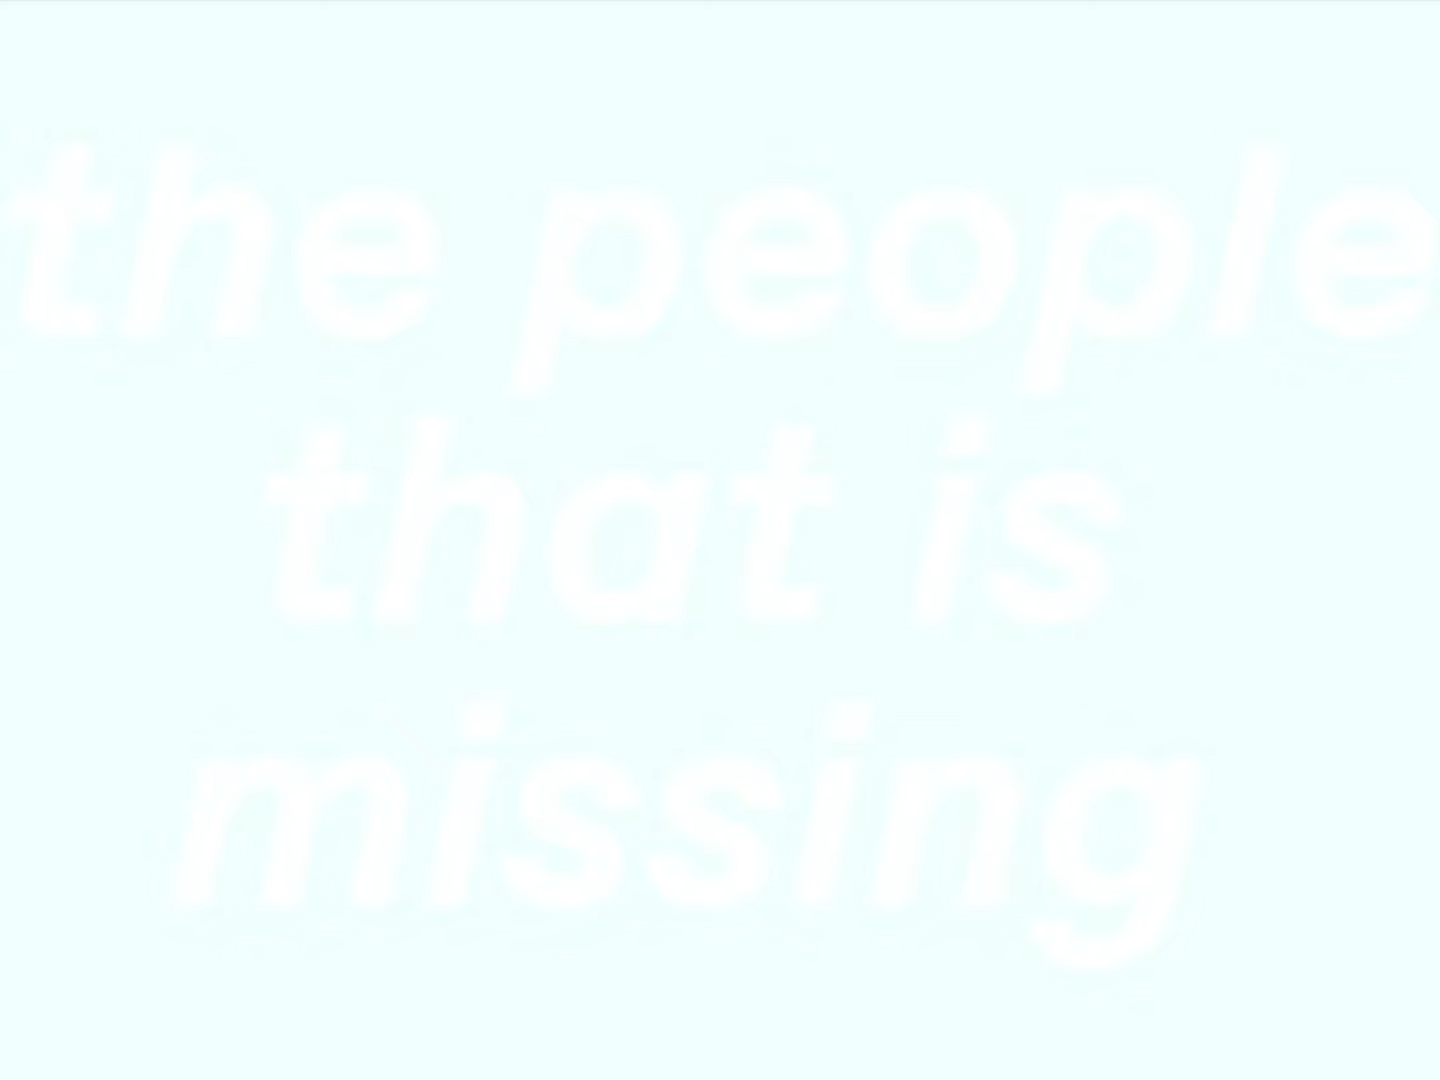 the people
that is
missing